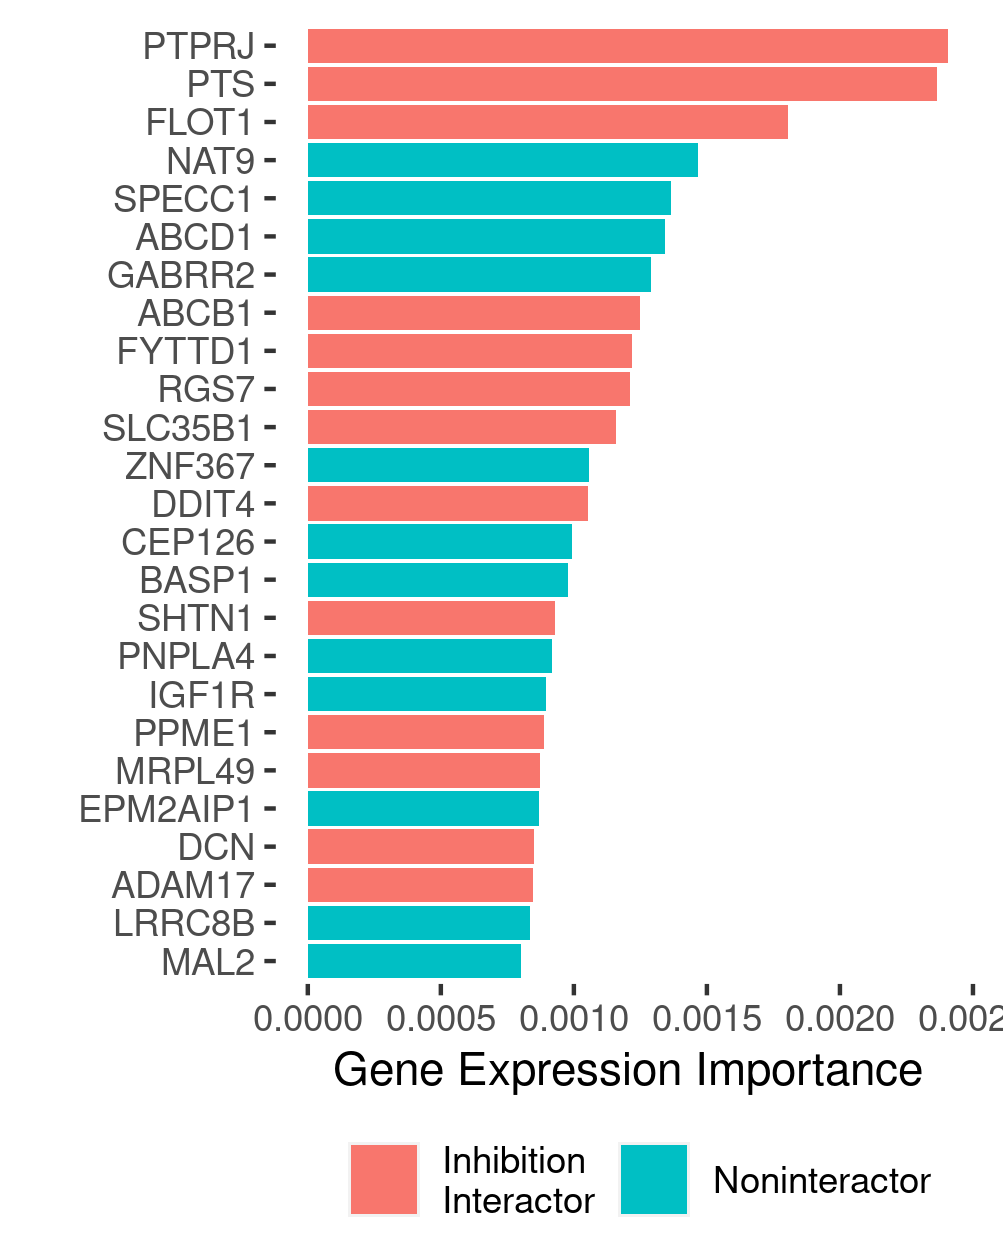 PTPRJ
PTS
FLOT1
NAT9
SPECC1
ABCD1
GABRR2
ABCB1
FYTTD1
RGS7
SLC35B1
ZNF367
DDIT4
CEP126
BASP1
SHTN1
PNPLA4
IGF1R
PPME1
MRPL49
EPM2AIP1
DCN
ADAM17
LRRC8B
MAL2
0.0000 0.0005 0.0010 0.0015 0.0020 0.002
Gene Expression Importance
Inhibition
Interactor
Noninteractor